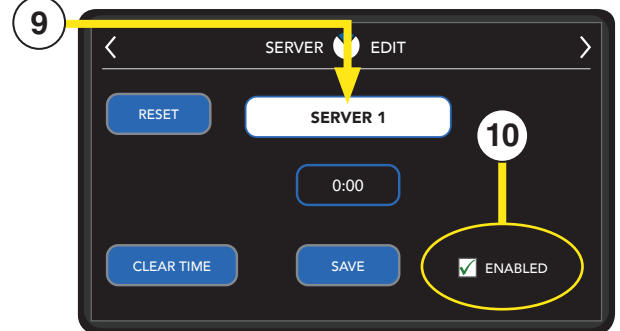 9
SERVER EDIT
RESET
SERVER 1
10
0:00
CLEAR TIME
SAVE
ENABLED